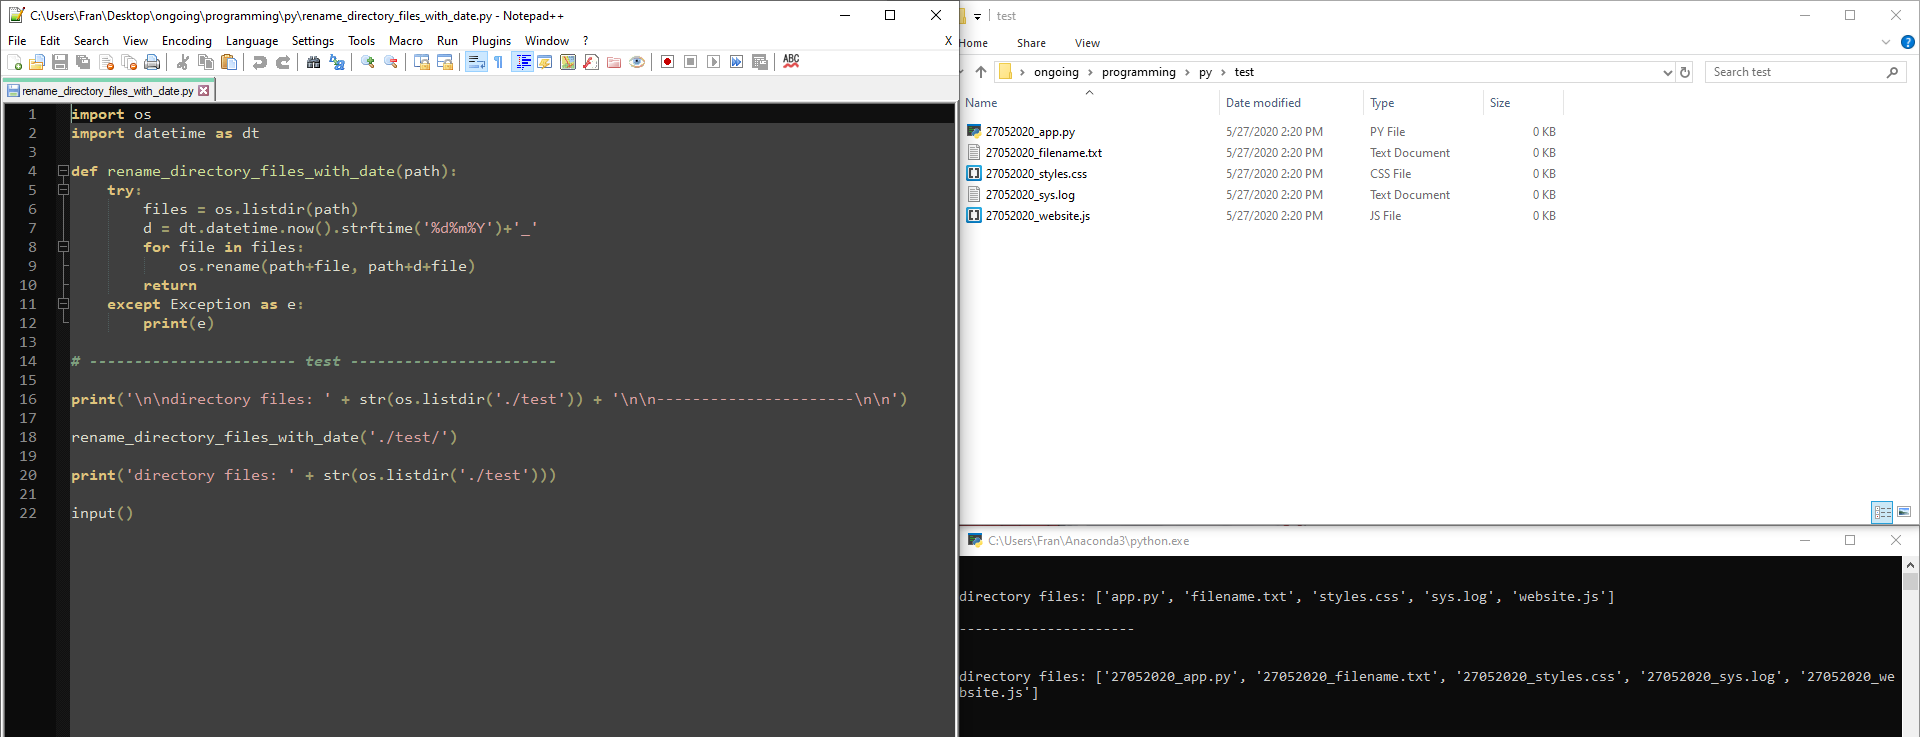 C:\Users\Fran\Desktop\ongoing\programming\py\rename_directory_files_with_date.py - Notepad++
File Edit Search View Encoding Language Settings Tools Macro Run Plugins Window ? X
ABC
rename_directory_files_with_date.py
1 import os
2 import datetime as dt
3
4 def rename_directory_files_with_date(path):
5     try:
6         files = os.listdir(path)
7         d = dt.datetime.now().strftime('%d%m%Y')+'_'
8         for file in files:
9             os.rename(path+file, path+d+file)
10         return
11     except Exception as e:
12         print(e)
13
14 # ----------------------- test -----------------------
15
16 print('\n\ndirectory files: ' + str(os.listdir('./test')) + '\n\n----------------------\n\n')
17
18 rename_directory_files_with_date('./test/')
19
20 print('directory files: ' + str(os.listdir('./test')))
21
22 input()
test
Home Share View
ongoing > programming > py > test
Search test
Name Date modified Type Size
27052020_app.py 5/27/2020 2:20 PM PY File 0 KB
27052020_filename.txt 5/27/2020 2:20 PM Text Document 0 KB
27052020_styles.css 5/27/2020 2:20 PM CSS File 0 KB
27052020_sys.log 5/27/2020 2:20 PM Text Document 0 KB
27052020_website.js 5/27/2020 2:20 PM JS File 0 KB
C:\Users\Fran\Anaconda3\python.exe
directory files: ['app.py', 'filename.txt', 'styles.css', 'sys.log', 'website.js']
----------------------
directory files: ['27052020_app.py', '27052020_filename.txt', '27052020_styles.css', '27052020_sys.log', '27052020_we
bsite.js']